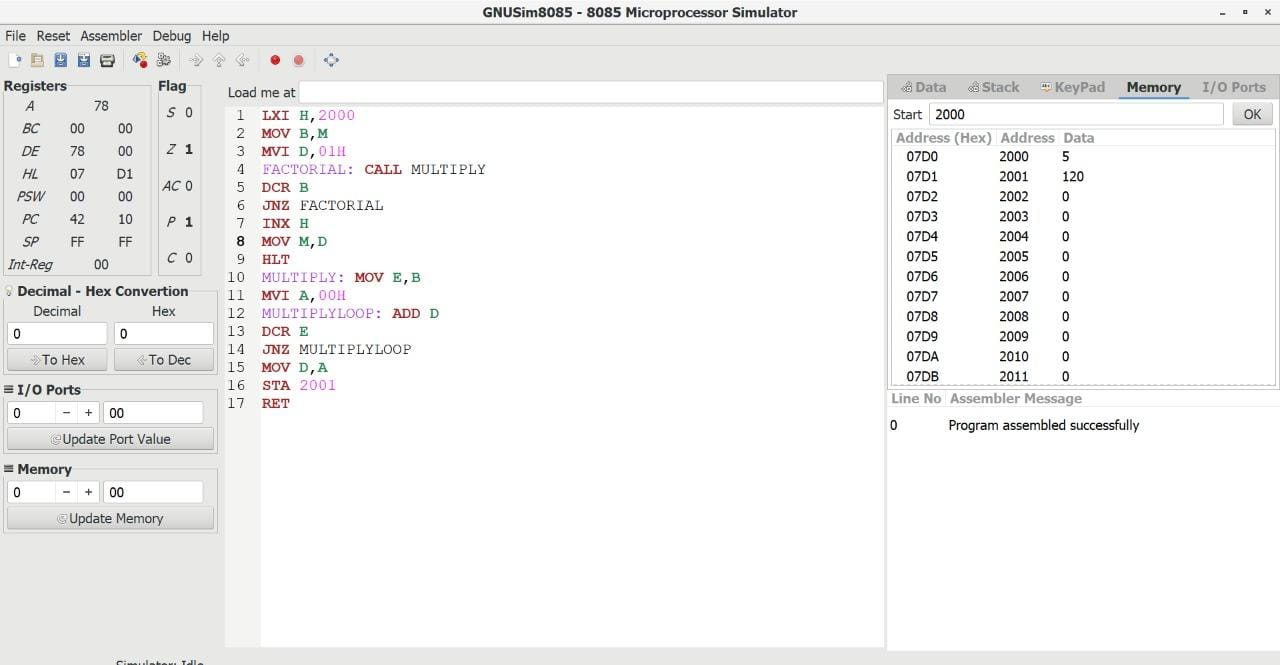 GNUSim8085 - 8085 Microprocessor Simulator
File Reset Assembler Debug Help
Registers
A 78
BC 00 00
DE 78 00
HL 07 D1
PSW 00 00
PC 42 10
SP FF FF
Int-Reg 00
Flag
S 0
Z 1
AC 0
P 1
C 0
Decimal - Hex Convertion
Decimal Hex
0 0
To Hex To Dec
I/O Ports
0 − + 00
Update Port Value
Memory
0 − + 00
Update Memory
Load me at
1 LXI H,2000
2 MOV B,M
3 MVI D,01H
4 FACTORIAL: CALL MULTIPLY
5 DCR B
6 JNZ FACTORIAL
7 INX H
8 MOV M,D
9 HLT
10 MULTIPLY: MOV E,B
11 MVI A,00H
12 MULTIPLYLOOP: ADD D
13 DCR E
14 JNZ MULTIPLYLOOP
15 MOV D,A
16 STA 2001
17 RET
Data Stack KeyPad Memory I/O Ports
Start 2000 OK
Address (Hex) Address Data
07D0 2000 5
07D1 2001 120
07D2 2002 0
07D3 2003 0
07D4 2004 0
07D5 2005 0
07D6 2006 0
07D7 2007 0
07D8 2008 0
07D9 2009 0
07DA 2010 0
07DB 2011 0
Line No Assembler Message
0 Program assembled successfully
Simulator: Idle